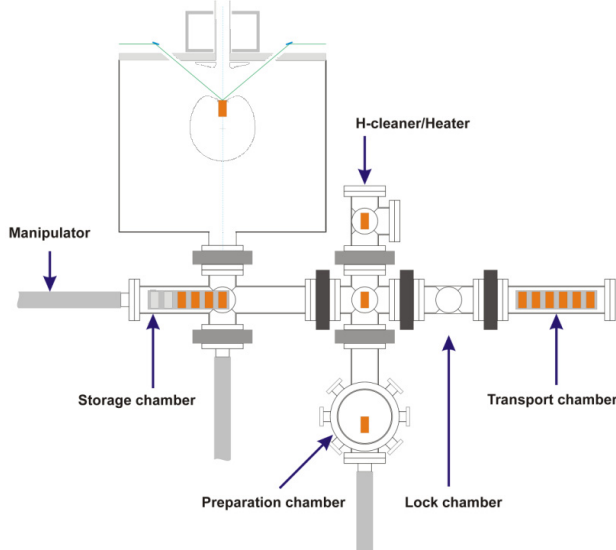 H-cleaner/Heater
Manipulator
Storage chamber
Transport chamber
Preparation chamber
Lock chamber